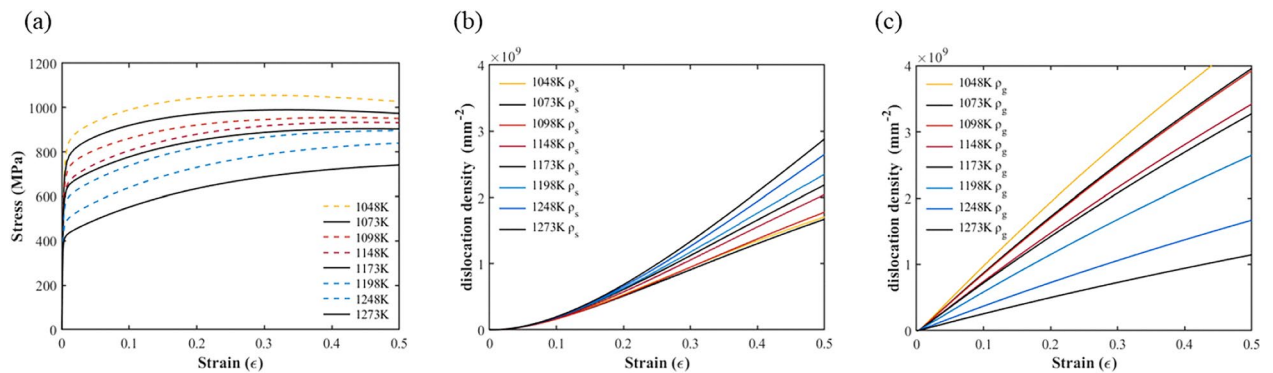 (a)
1200
1000
800
600
400
200
0
Stress (MPa)
0 0.1 0.2 0.3 0.4 0.5
Strain (ϵ)
1048K
1073K
1098K
1148K
1173K
1198K
1248K
1273K
(b)
×10⁹
4
3
2
1
0
dislocation density (mm⁻²)
0 0.1 0.2 0.3 0.4 0.5
Strain (ϵ)
1048K ρₛ
1073K ρₛ
1098K ρₛ
1148K ρₛ
1173K ρₛ
1198K ρₛ
1248K ρₛ
1273K ρₛ
(c)
×10⁹
4
3
2
1
0
dislocation density (mm⁻²)
0 0.1 0.2 0.3 0.4 0.5
Strain (ϵ)
1048K ρg
1073K ρg
1098K ρg
1148K ρg
1173K ρg
1198K ρg
1248K ρg
1273K ρg